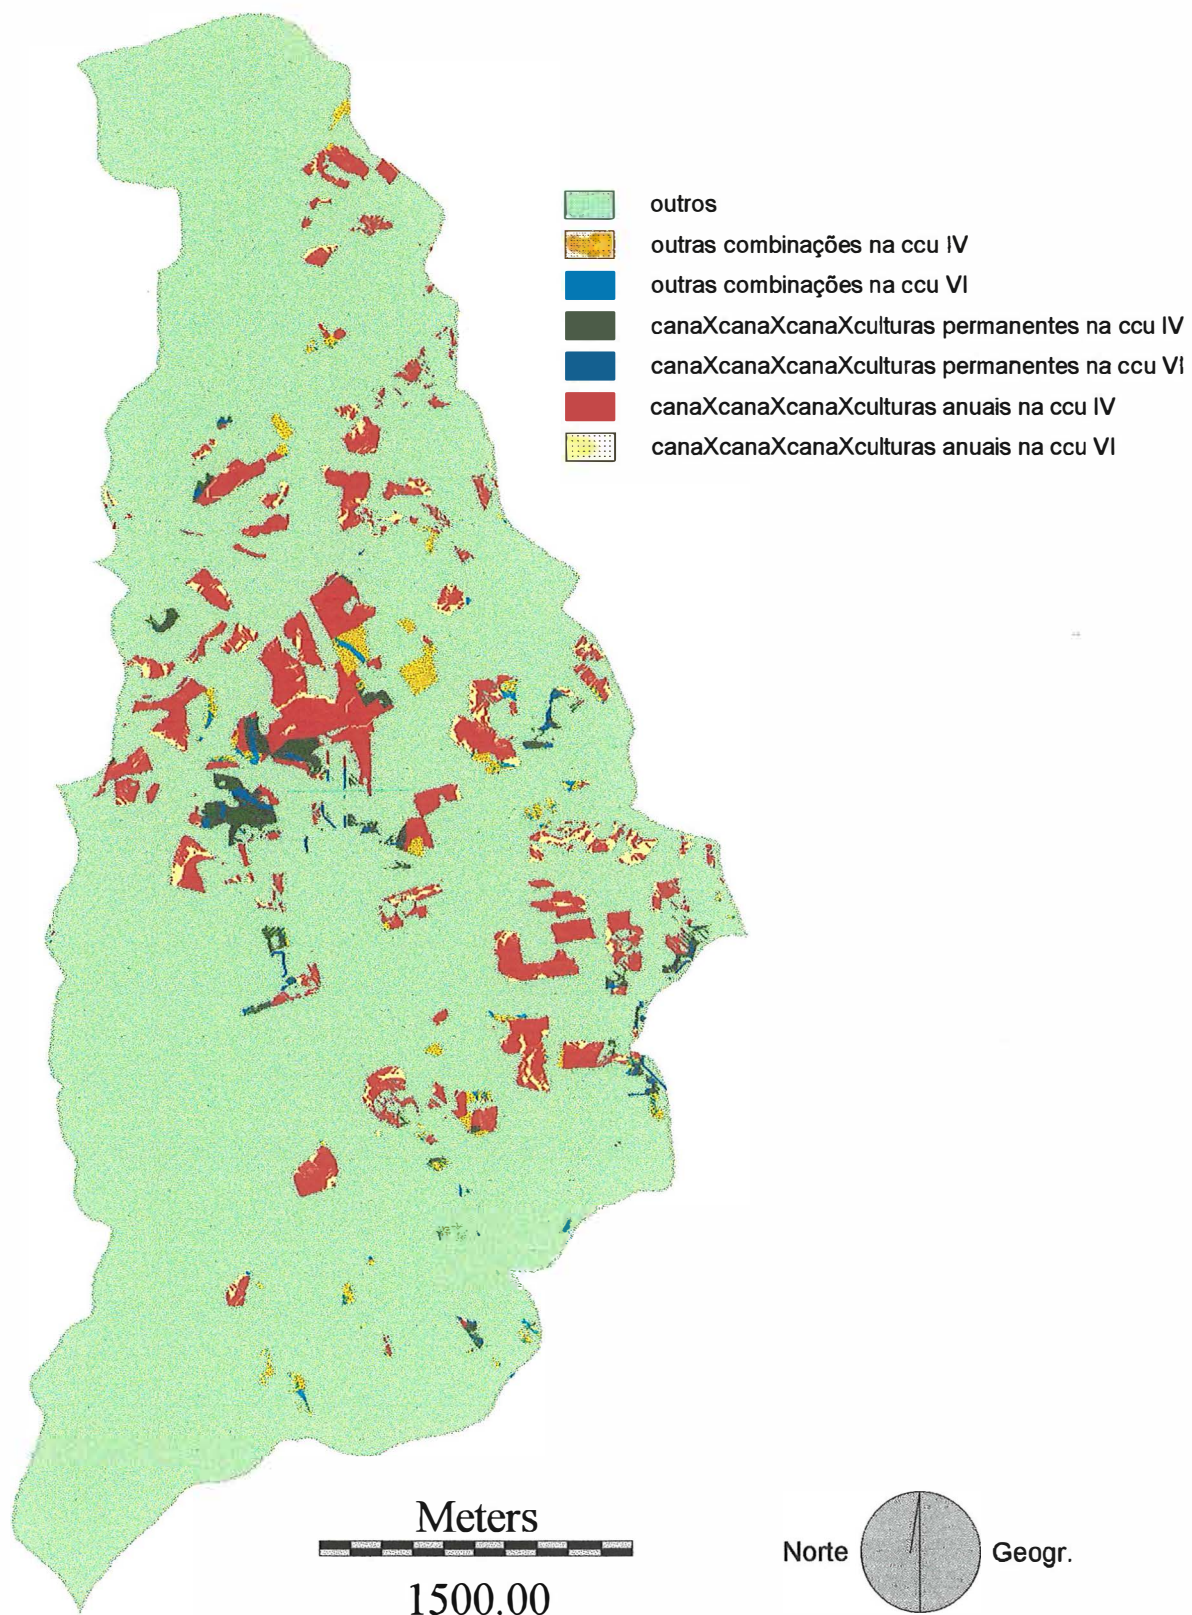 outros
outras combinações na ccu IV
outras combinações na ccu VI
canaXcanaXcanaXculturas permanentes na ccu IV
canaXcanaXcanaXculturas permanentes na ccu VI
canaXcanaXcanaXculturas anuais na ccu IV
canaXcanaXcanaXculturas anuais na ccu VI
Meters
1500.00
Norte Geogr.